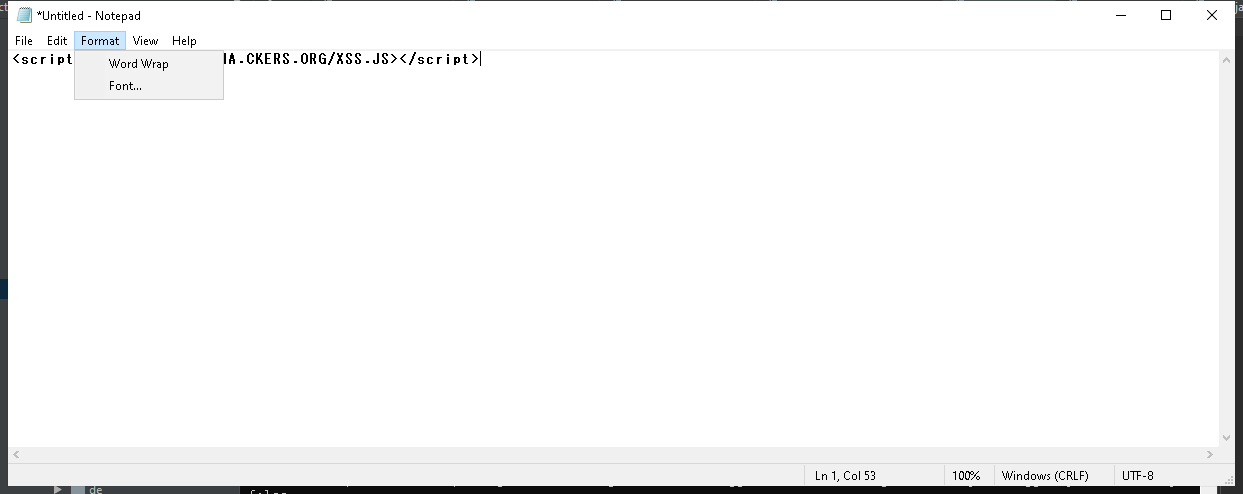 *Untitled - Notepad
File Edit Format View Help
<script IA.CKERS.ORG/XSS.JS></script>
Word Wrap
Font...
Ln 1, Col 53 100% Windows (CRLF) UTF-8
de